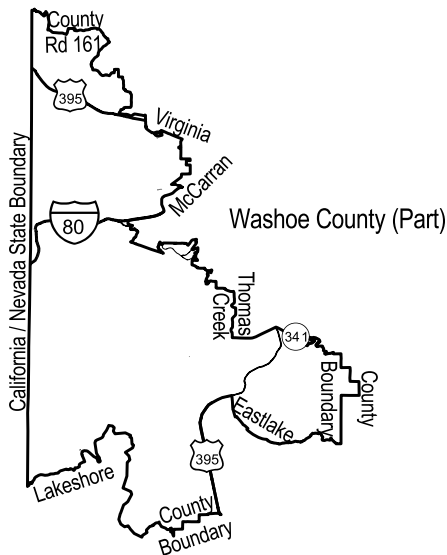 County
Rd 161
395
Virginia
McCarran
California / Nevada State Boundary
80
Washoe County (Part)
Thomas
Creek
341
County
Boundary
Eastlake
395
Lakeshore
County
Boundary